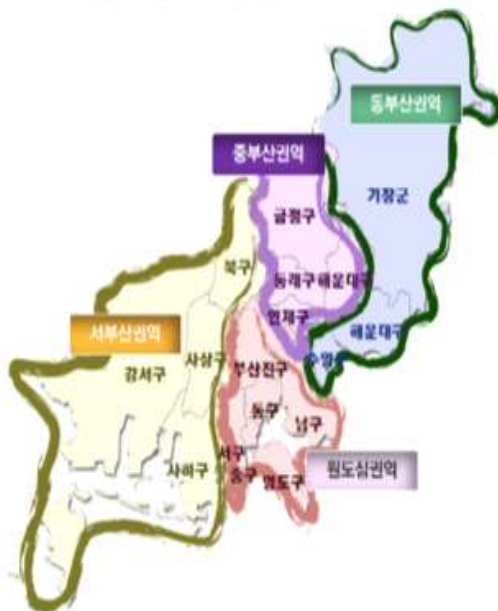 동부산권역
중부산권역
기장군
금정구
북구
동래구 해운대구
연제구
해운대구
수영구
서부산권역
강서구
사상구
부산진구
동구
남구
사하구
서구
중구
영도구
원도심권역